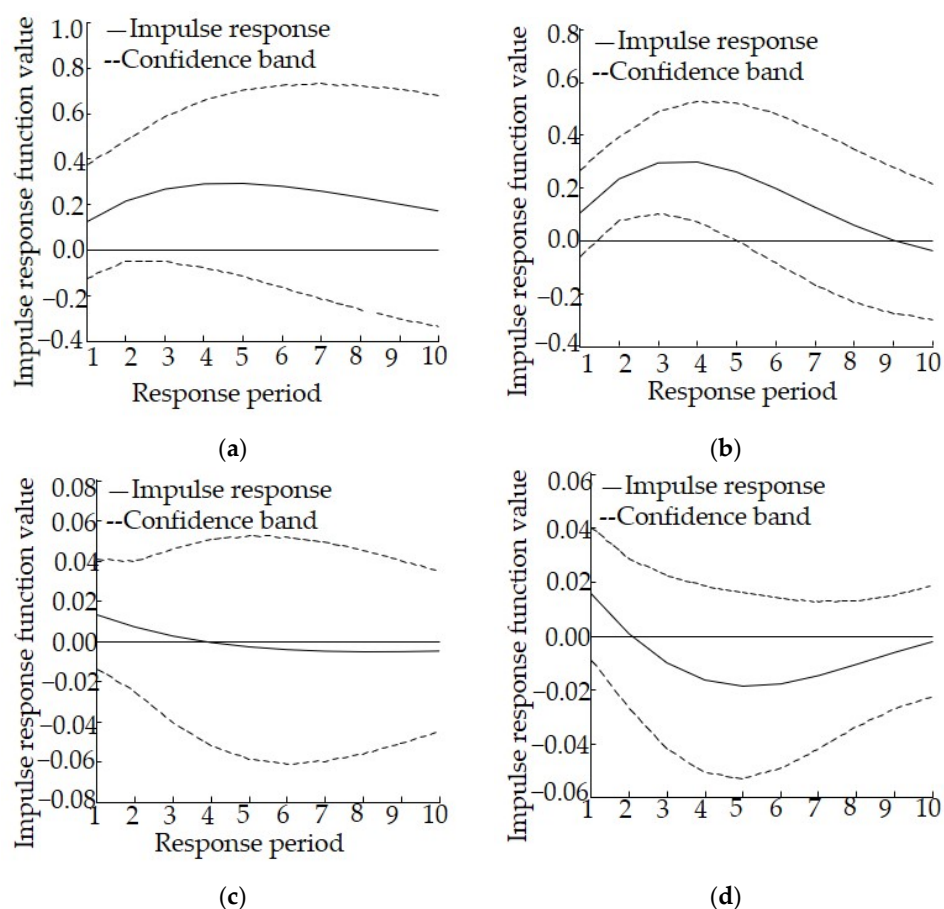 Impulse response function value
1.0
0.8
0.6
0.4
0.2
0.0
−0.2
−0.4
— Impulse response
--Confidence band
1 2 3 4 5 6 7 8 9 10
Response period
(a)
Impulse response function value
0.8
0.6
0.4
0.2
0.0
−0.2
−0.4
— Impulse response
--Confidence band
1 2 3 4 5 6 7 8 9 10
Response period
(b)
Impulse response function value
0.08
0.06
0.04
0.02
0.00
−0.02
−0.04
−0.06
−0.08
— Impulse response
--Confidence band
1 2 3 4 5 6 7 8 9 10
Response period
(c)
Impulse response function value
0.06
0.04
0.02
0.00
−0.02
−0.04
0.06
— Impulse response
--Confidence band
1 2 3 4 5 6 7 8 9 10
(d)